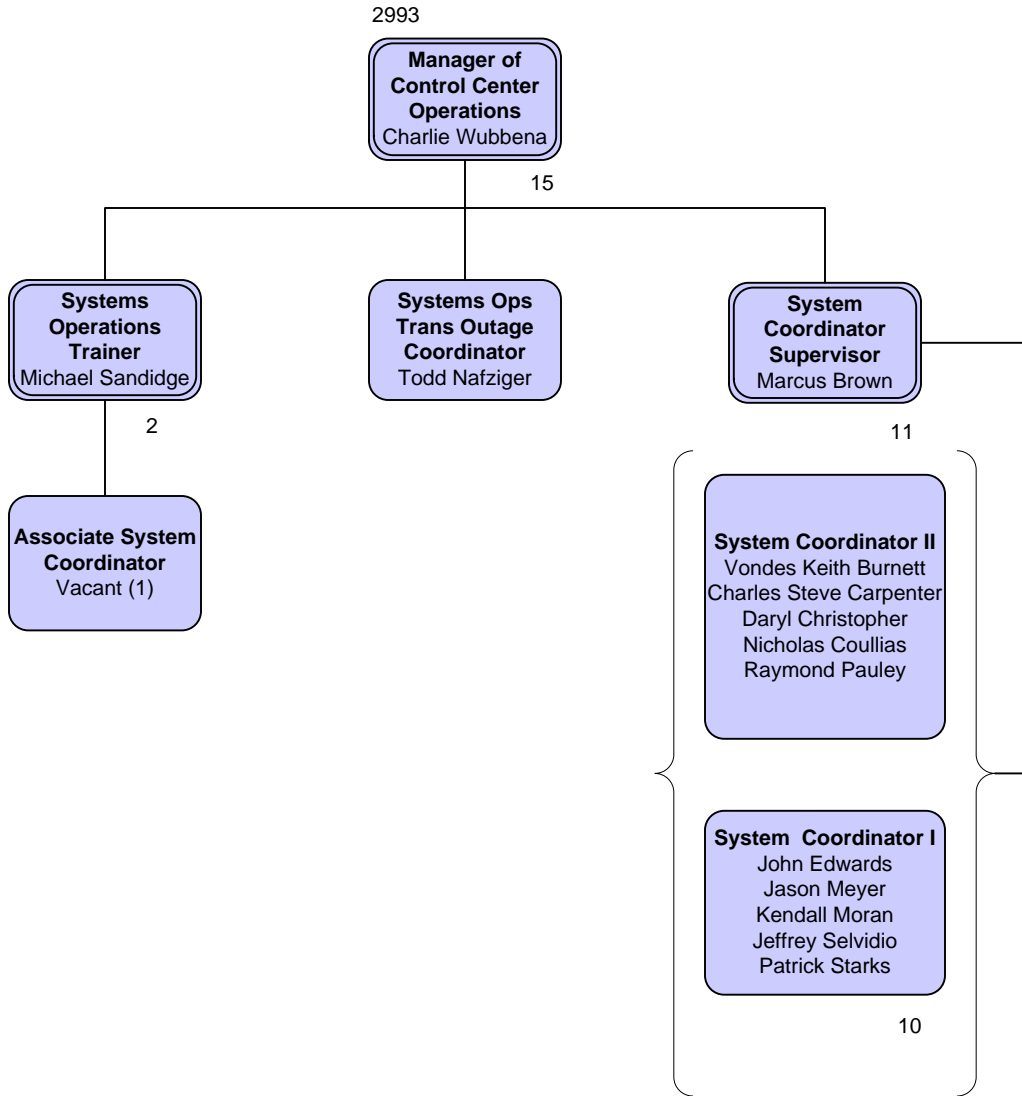 2993
Manager of
Control Center
Operations
Charlie Wubbena
15
Systems
Operations
Trainer
Michael Sandidge
2
Systems Ops
Trans Outage
Coordinator
Todd Nafziger
System
Coordinator
Supervisor
Marcus Brown
11
Associate System
Coordinator
Vacant (1)
System Coordinator II
Vondes Keith Burnett
Charles Steve Carpenter
Daryl Christopher
Nicholas Coullias
Raymond Pauley
System  Coordinator I
John Edwards
Jason Meyer
Kendall Moran
Jeffrey Selvidio
Patrick Starks
10